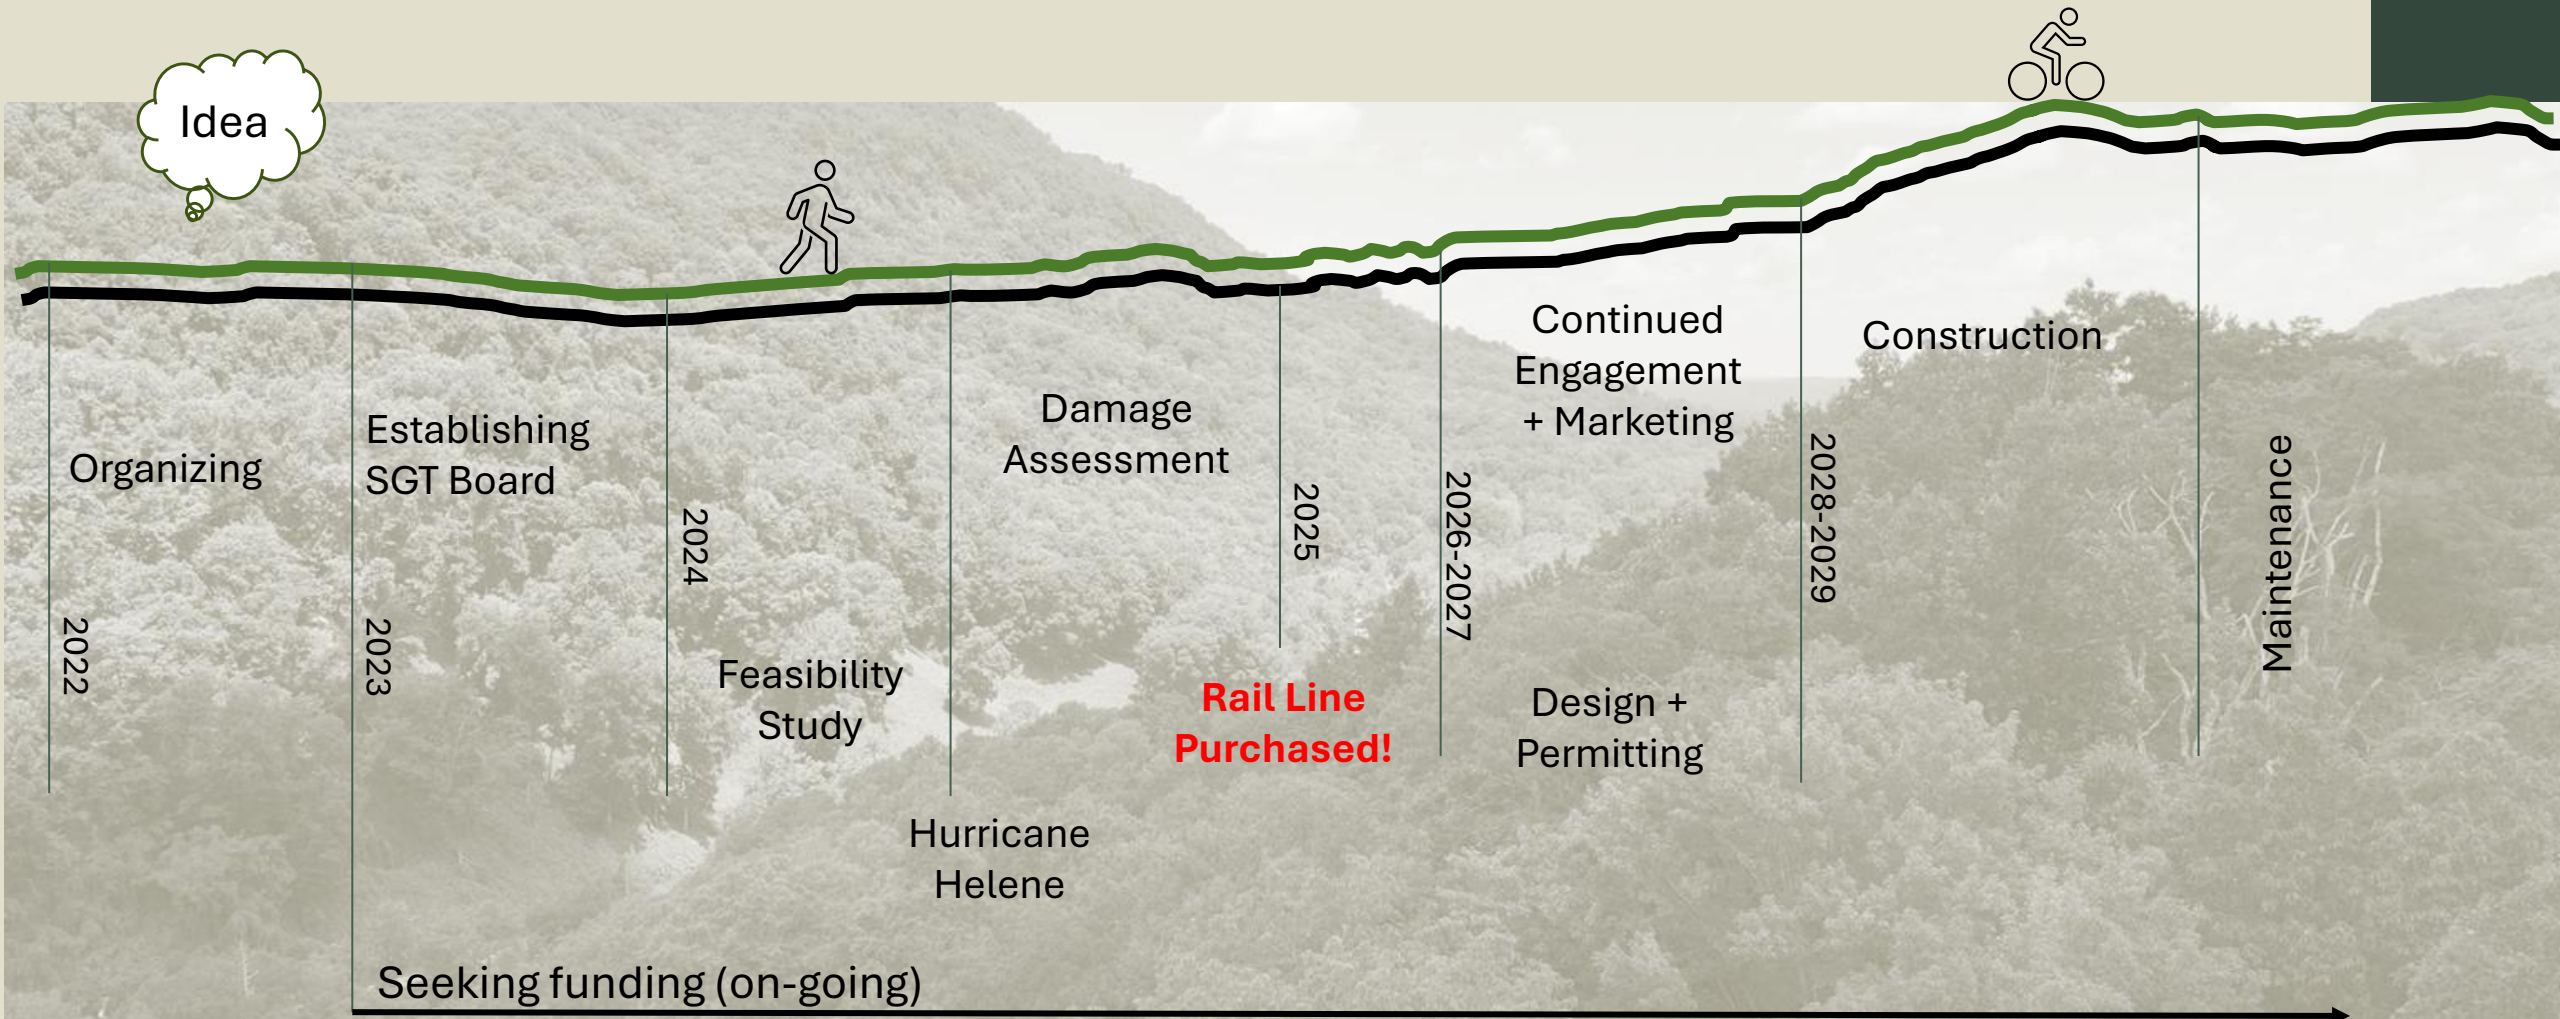 Idea
2022
Organizing
2023
Establishing
SGT Board
2024
Feasibility
Study
Hurricane
Helene
Damage
Assessment
2025
Rail Line
Purchased!
2026-2027
Continued
Engagement
+ Marketing
Design +
Permitting
2028-2029
Construction
Maintenance
Seeking funding (on-going)